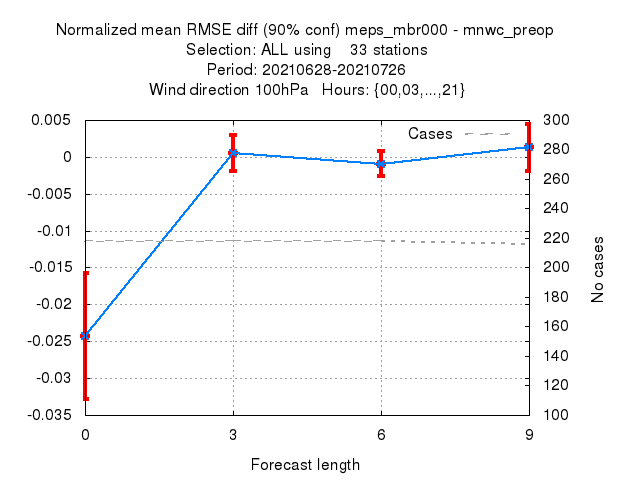 Normalized mean RMSE diff (90% conf) meps_mbr000 - mnwc_preop
Selection: ALL using 33 stations
Period: 20210628-20210726
Wind direction 100hPa Hours: {00,03,...,21}
0.005
0
-0.005
-0.01
-0.015
-0.02
-0.025
-0.03
-0.035
Cases
300
280
260
240
220
200
180
160
140
120
100
No cases
0 3 6 9
Forecast length